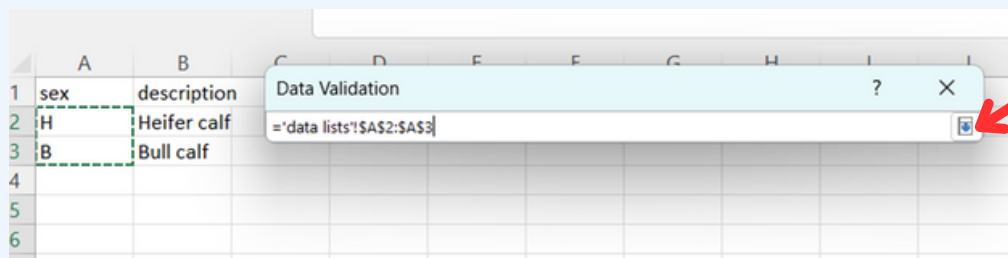 A B C D E F G H I J
Data Validation ? ×
1 sex description
2 H Heifer calf
='data lists'!$A$2:$A$3
3 B Bull calf
4
5
6